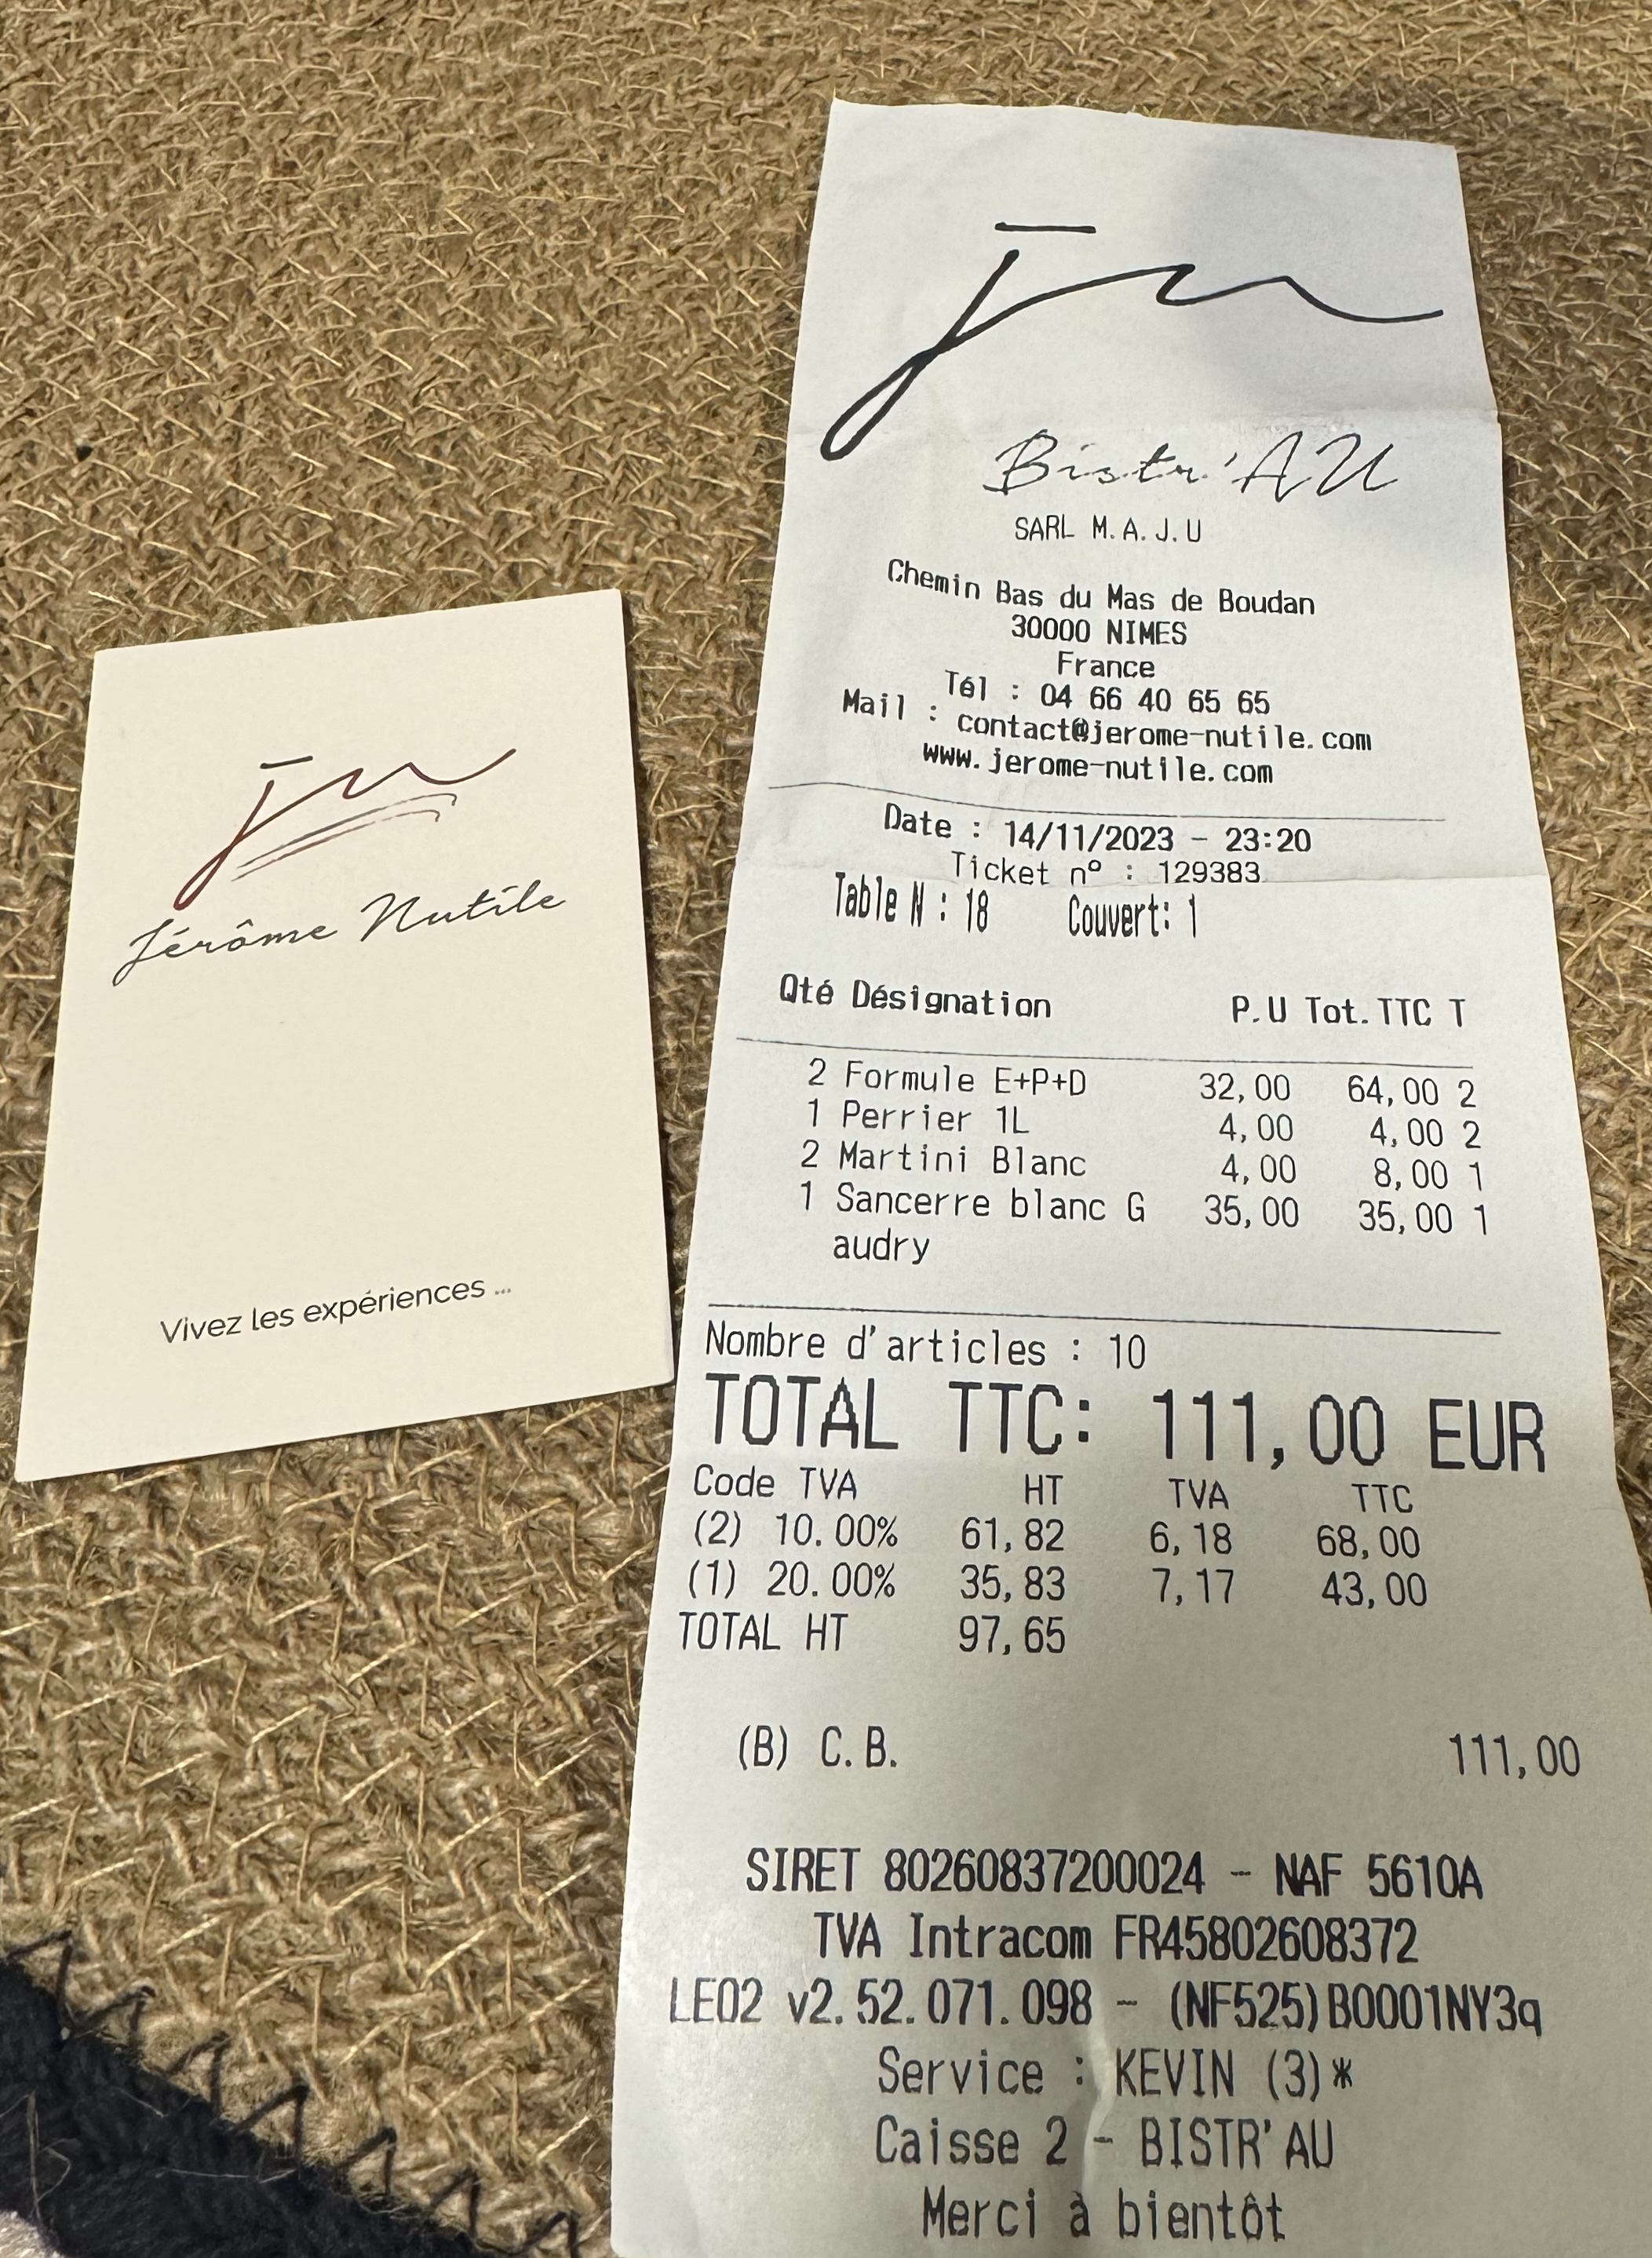 Jérôme Nutile
Vivez les expériences ...
Bistr'AU
SARL M.A.J.U
Chemin Bas du Mas de Boudan
30000 NIMES
France
Tél : 04 66 40 65 65
Mail : contact@jerome-nutile.com
www.jerome-nutile.com
Date : 14/11/2023 - 23:20
Ticket n° : 129383
Table N : 18 Couvert: 1
Qté Désignation P.U Tot.TTC T
2 Formule E+P+D 32,00 64,00 2
1 Perrier 1L 4,00 4,00 2
2 Martini Blanc 4,00 8,00 1
1 Sancerre blanc G 35,00 35,00 1
audry
Nombre d'articles : 10
TOTAL TTC: 111,00 EUR
Code TVA HT TVA TTC
(2) 10.00% 61,82 6,18 68,00
(1) 20.00% 35,83 7,17 43,00
TOTAL HT 97,65
(B) C.B. 111,00
SIRET 80260837200024 - NAF 5610A
TVA Intracom FR45802608372
LEO2 v2.52.071.098 - (NF525)B0001NY3q
Service : KEVIN (3)*
Caisse 2 - BISTR'AU
Merci à bientôt